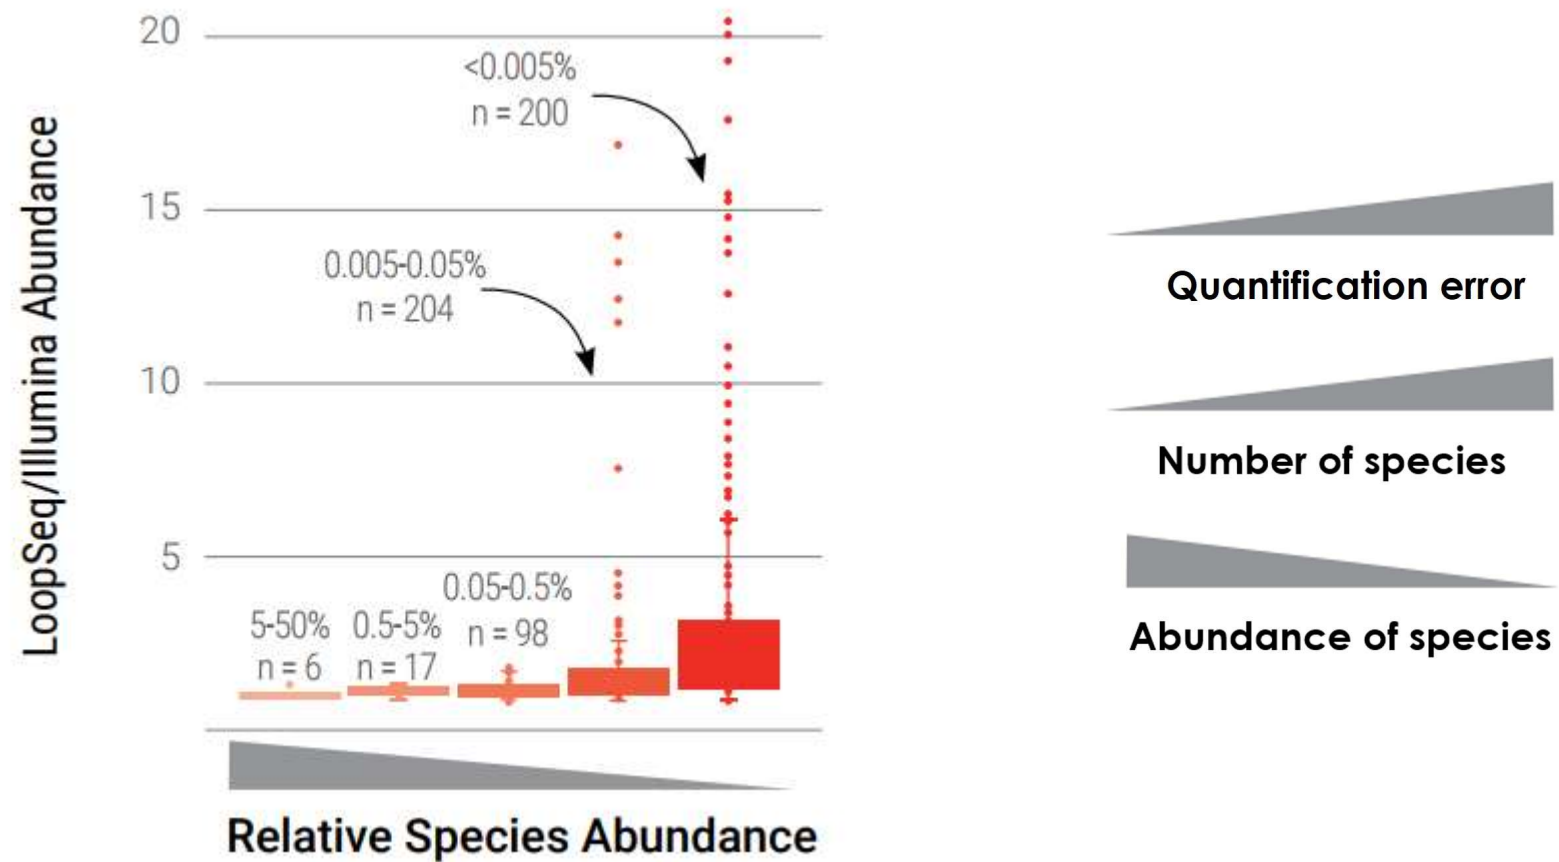 LoopSeq/Illumina Abundance
20
15
10
5
<0.005%
n = 200
0.005-0.05%
n = 204
0.05-0.5%
n = 98
5-50%
n = 6
0.5-5%
n = 17
Relative Species Abundance
Quantification error
Number of species
Abundance of species